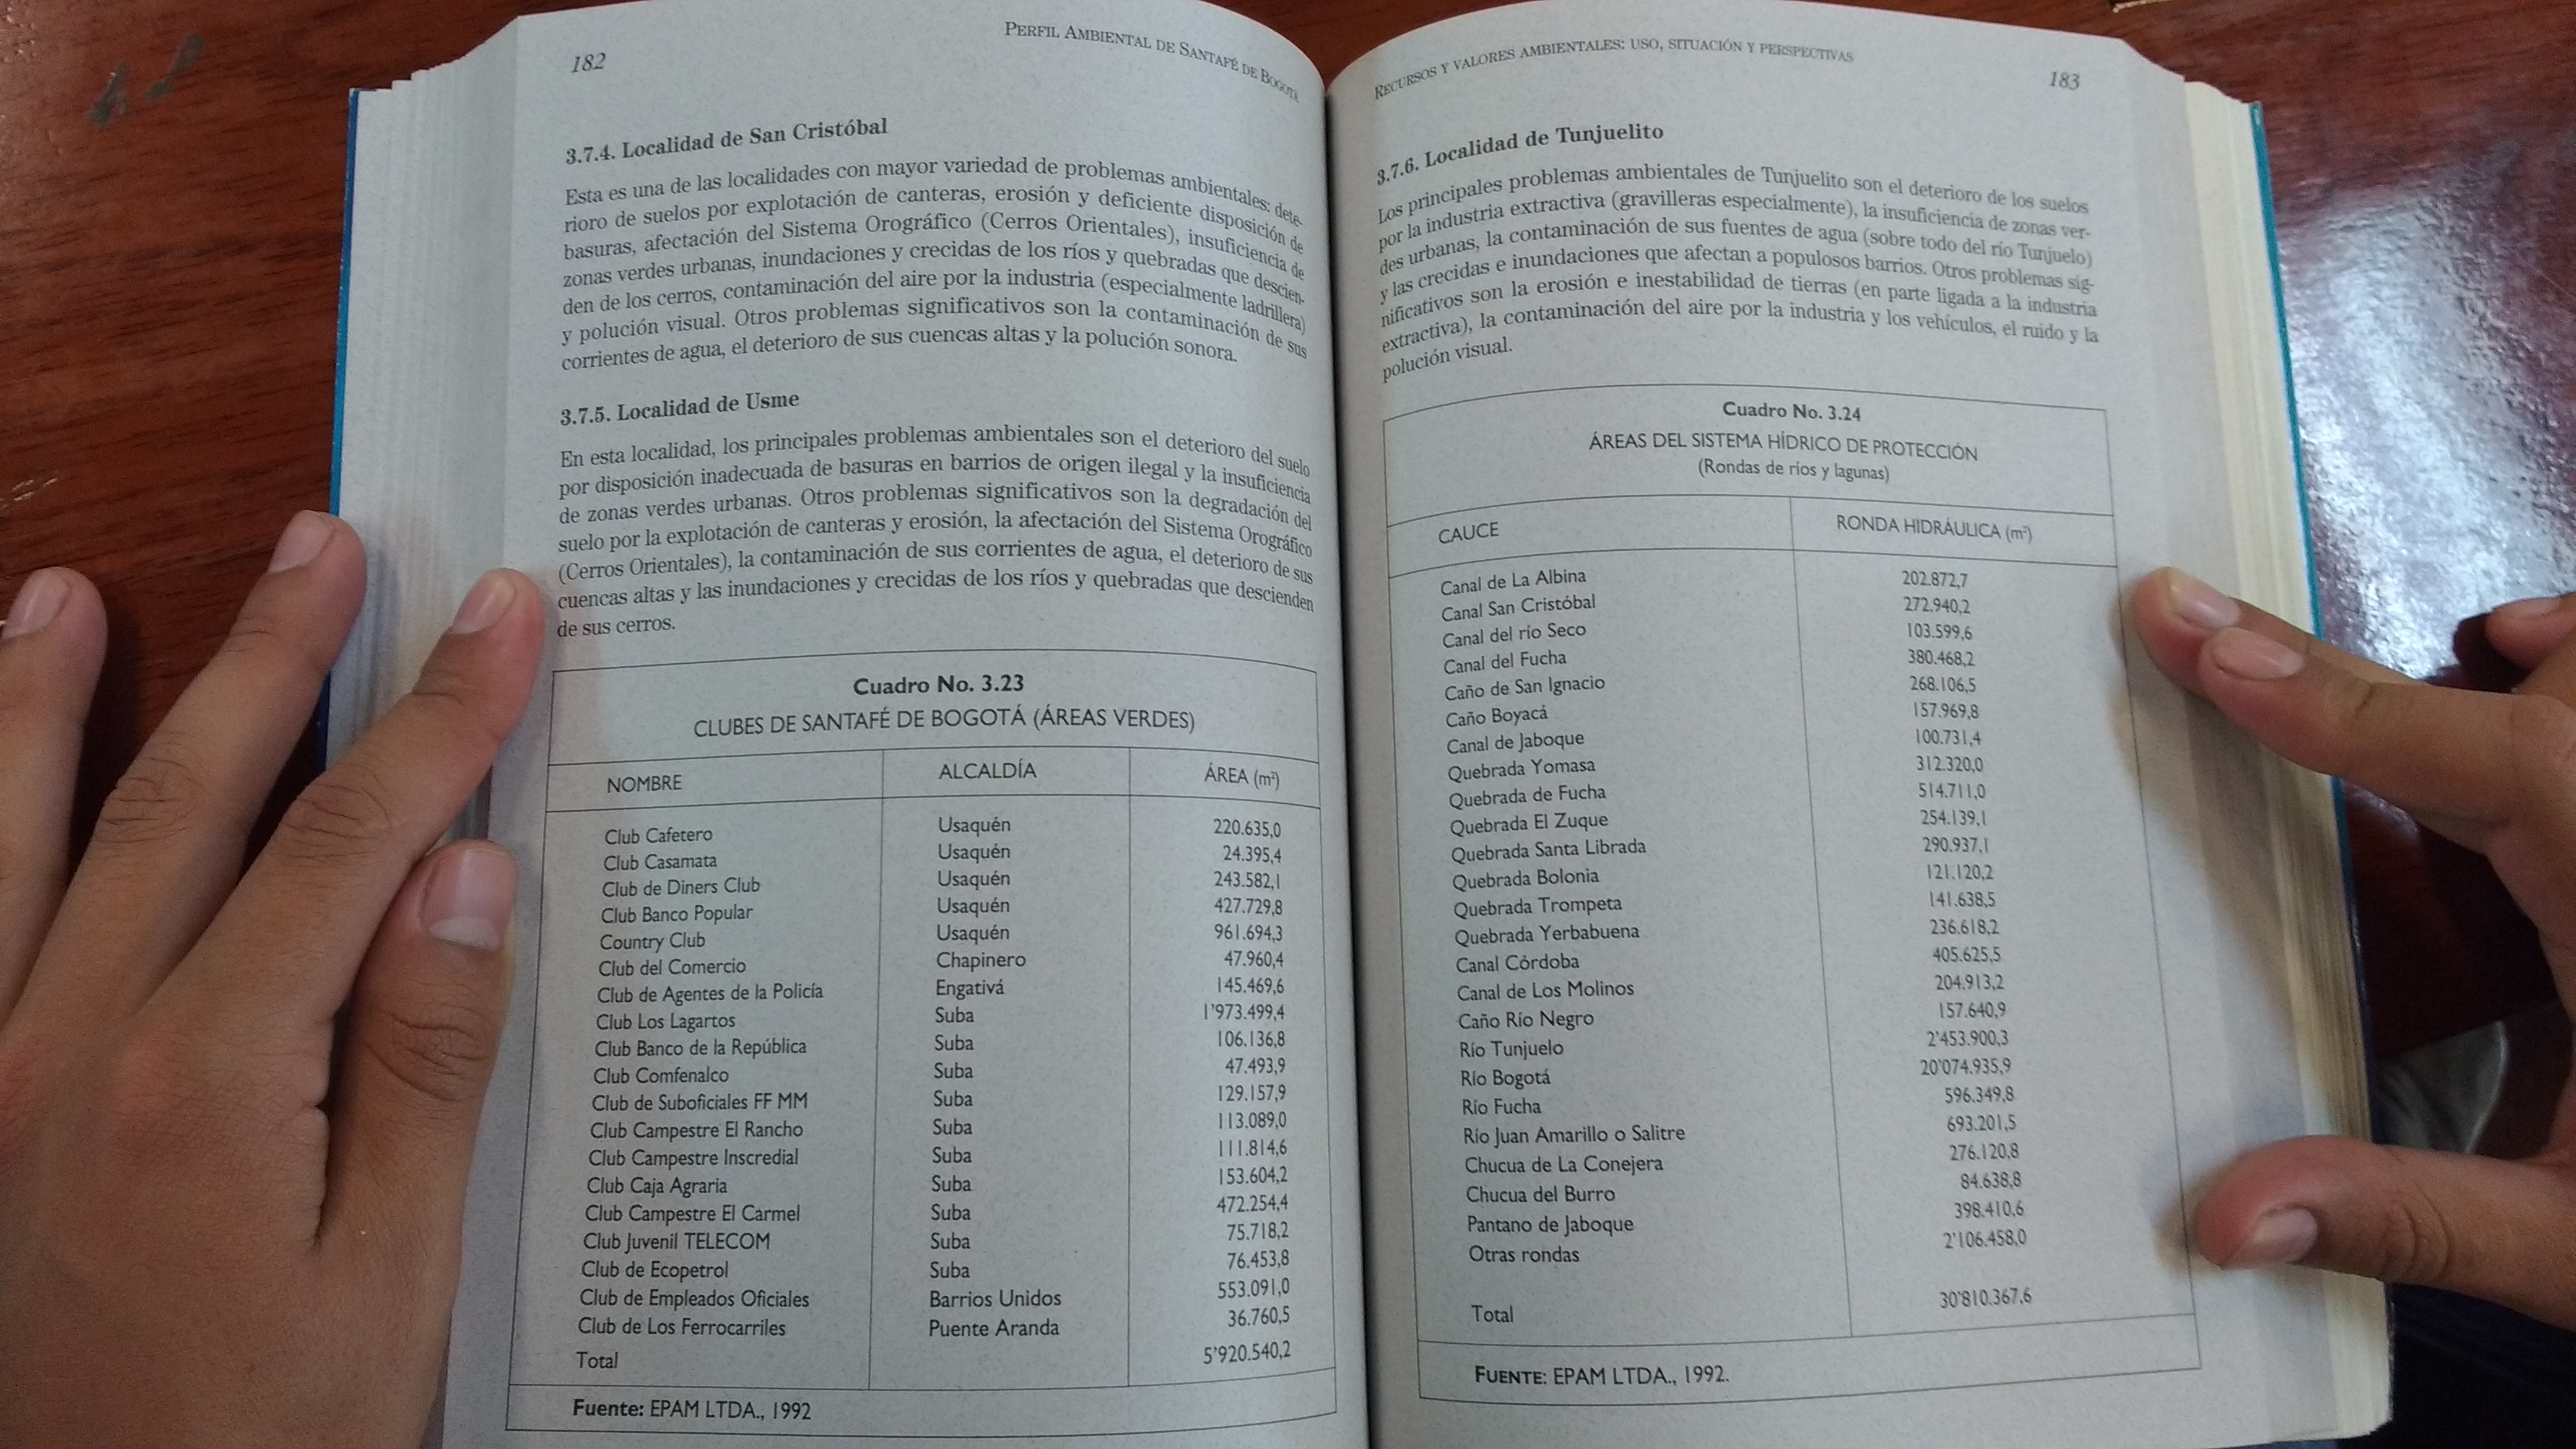 182
PERFIL AMBIENTAL DE SANTAFÉ DE BOGOTÁ
3.7.4. Localidad de San Cristóbal
Esta es una de las localidades con mayor variedad de problemas ambientales: dete-
rioro de suelos por explotación de canteras, erosión y deficiente disposición de
basuras, afectación del Sistema Orográfico (Cerros Orientales), insuficiencia de
zonas verdes urbanas, inundaciones y crecidas de los ríos y quebradas que descien-
den de los cerros, contaminación del aire por la industria (especialmente ladrillera)
y polución visual. Otros problemas significativos son la contaminación de sus
corrientes de agua, el deterioro de sus cuencas altas y la polución sonora.
3.7.5. Localidad de Usme
En esta localidad, los principales problemas ambientales son el deterioro del suelo
por disposición inadecuada de basuras en barrios de origen ilegal y la insuficiencia
de zonas verdes urbanas. Otros problemas significativos son la degradación del
suelo por la explotación de canteras y erosión, la afectación del Sistema Orográfico
(Cerros Orientales), la contaminación de sus corrientes de agua, el deterioro de sus
cuencas altas y las inundaciones y crecidas de los ríos y quebradas que descienden
de sus cerros.
Cuadro No. 3.23
CLUBES DE SANTAFÉ DE BOGOTÁ (ÁREAS VERDES)
NOMBRE ALCALDÍA ÁREA (m²)
Club Cafetero Usaquén 220.635,0
Club Casamata Usaquén 24.395,4
Club de Diners Club Usaquén 243.582,1
Club Banco Popular Usaquén 427.729,8
Country Club Usaquén 961.694,3
Club del Comercio Chapinero 47.960,4
Club de Agentes de la Policía Engativá 145.469,6
Club Los Lagartos Suba 1'973.499,4
Club Banco de la República Suba 106.136,8
Club Comfenalco Suba 47.493,9
Club de Suboficiales FF MM Suba 129.157,9
Club Campestre El Rancho Suba 113.089,0
Club Campestre Inscredial Suba 111.814,6
Club Caja Agraria Suba 153.604,2
Club Campestre El Carmel Suba 472.254,4
Club Juvenil TELECOM Suba 75.718,2
Club de Ecopetrol Suba 76.453,8
Club de Empleados Oficiales Barrios Unidos 553.091,0
Club de Los Ferrocarriles Puente Aranda 36.760,5
Total 5'920.540,2
Fuente: EPAM LTDA., 1992
RECURSOS Y VALORES AMBIENTALES: USO, SITUACIÓN Y PERSPECTIVAS
183
3.7.6. Localidad de Tunjuelito
Los principales problemas ambientales de Tunjuelito son el deterioro de los suelos
por la industria extractiva (gravilleras especialmente), la insuficiencia de zonas ver-
des urbanas, la contaminación de sus fuentes de agua (sobre todo del río Tunjuelo)
y las crecidas e inundaciones que afectan a populosos barrios. Otros problemas sig-
nificativos son la erosión e inestabilidad de tierras (en parte ligada a la industria
extractiva), la contaminación del aire por la industria y los vehículos, el ruido y la
polución visual.
Cuadro No. 3.24
ÁREAS DEL SISTEMA HÍDRICO DE PROTECCIÓN
(Rondas de ríos y lagunas)
CAUCE RONDA HIDRÁULICA (m²)
Canal de La Albina 202.872,7
Canal San Cristóbal 272.940,2
Canal del río Seco 103.599,6
Canal del Fucha 380.468,2
Caño de San Ignacio 268.106,5
Caño Boyacá 157.969,8
Canal de Jaboque 100.731,4
Quebrada Yomasa 312.320,0
Quebrada de Fucha 514.711,0
Quebrada El Zuque 254.139,1
Quebrada Santa Librada 290.937,1
Quebrada Bolonia 121.120,2
Quebrada Trompeta 141.638,5
Quebrada Yerbabuena 236.618,2
Canal Córdoba 405.625,5
Canal de Los Molinos 204.913,2
Caño Río Negro 157.640,9
Río Tunjuelo 2'453.900,3
Río Bogotá 20'074.935,9
Río Fucha 596.349,8
Río Juan Amarillo o Salitre 693.201,5
Chucua de La Conejera 276.120,8
Chucua del Burro 84.638,8
Pantano de Jaboque 398.410,6
Otras rondas 2'106.458,0
Total 30'810.367,6
FUENTE: EPAM LTDA., 1992.